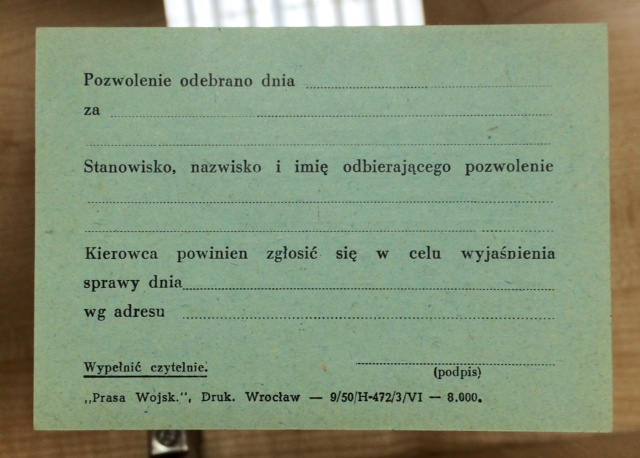 Pozwolenie odebrano dnia
za
Stanowisko, nazwisko i imię odbierającego pozwolenie
Kierowca powinien zgłosić się w celu wyjaśnienia
sprawy dnia
wg adresu
Wypełnić czytelnie.
(podpis)
„Prasa Wojsk.”, Druk. Wrocław — 9/50/H-472/3/VI — 8.000.